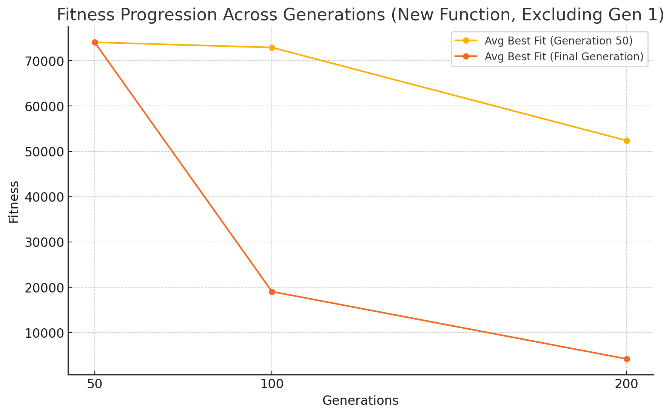 Fitness Progression Across Generations (New Function, Excluding Gen 1)
Avg Best Fit (Generation 50)
Avg Best Fit (Final Generation)
70000
60000
50000
40000
30000
20000
10000
Fitness
50
100
200
Generations